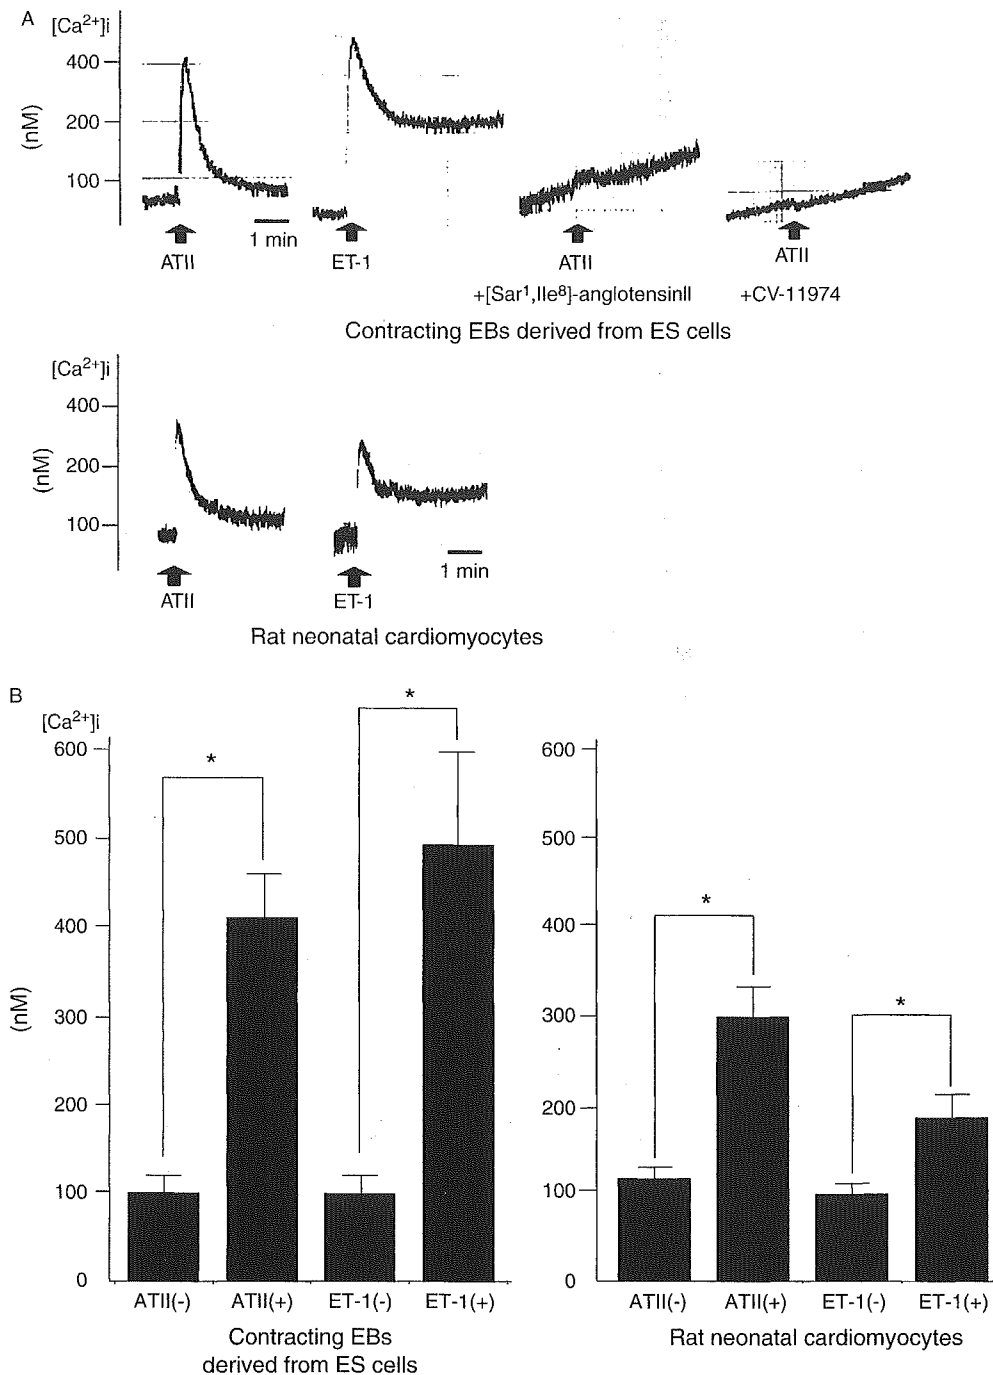 A
[Ca²⁺]i
400
200
100
(nM)
1 min
ATII
ET-1
ATII
ATII
+[Sar¹,Ile⁸]-anglotensinII
+CV-11974
Contracting EBs derived from ES cells
[Ca²⁺]i
400
200
100
(nM)
1 min
ATII
ET-1
Rat neonatal cardiomyocytes
B
[Ca²⁺]i
600
500
400
300
200
100
0
(nM)
*
*
ATII(-)
ATII(+)
ET-1(-)
ET-1(+)
Contracting EBs
derived from ES cells
600
500
400
300
200
100
0
*
*
ATII(-)
ATII(+)
ET-1(-)
ET-1(+)
Rat neonatal cardiomyocytes